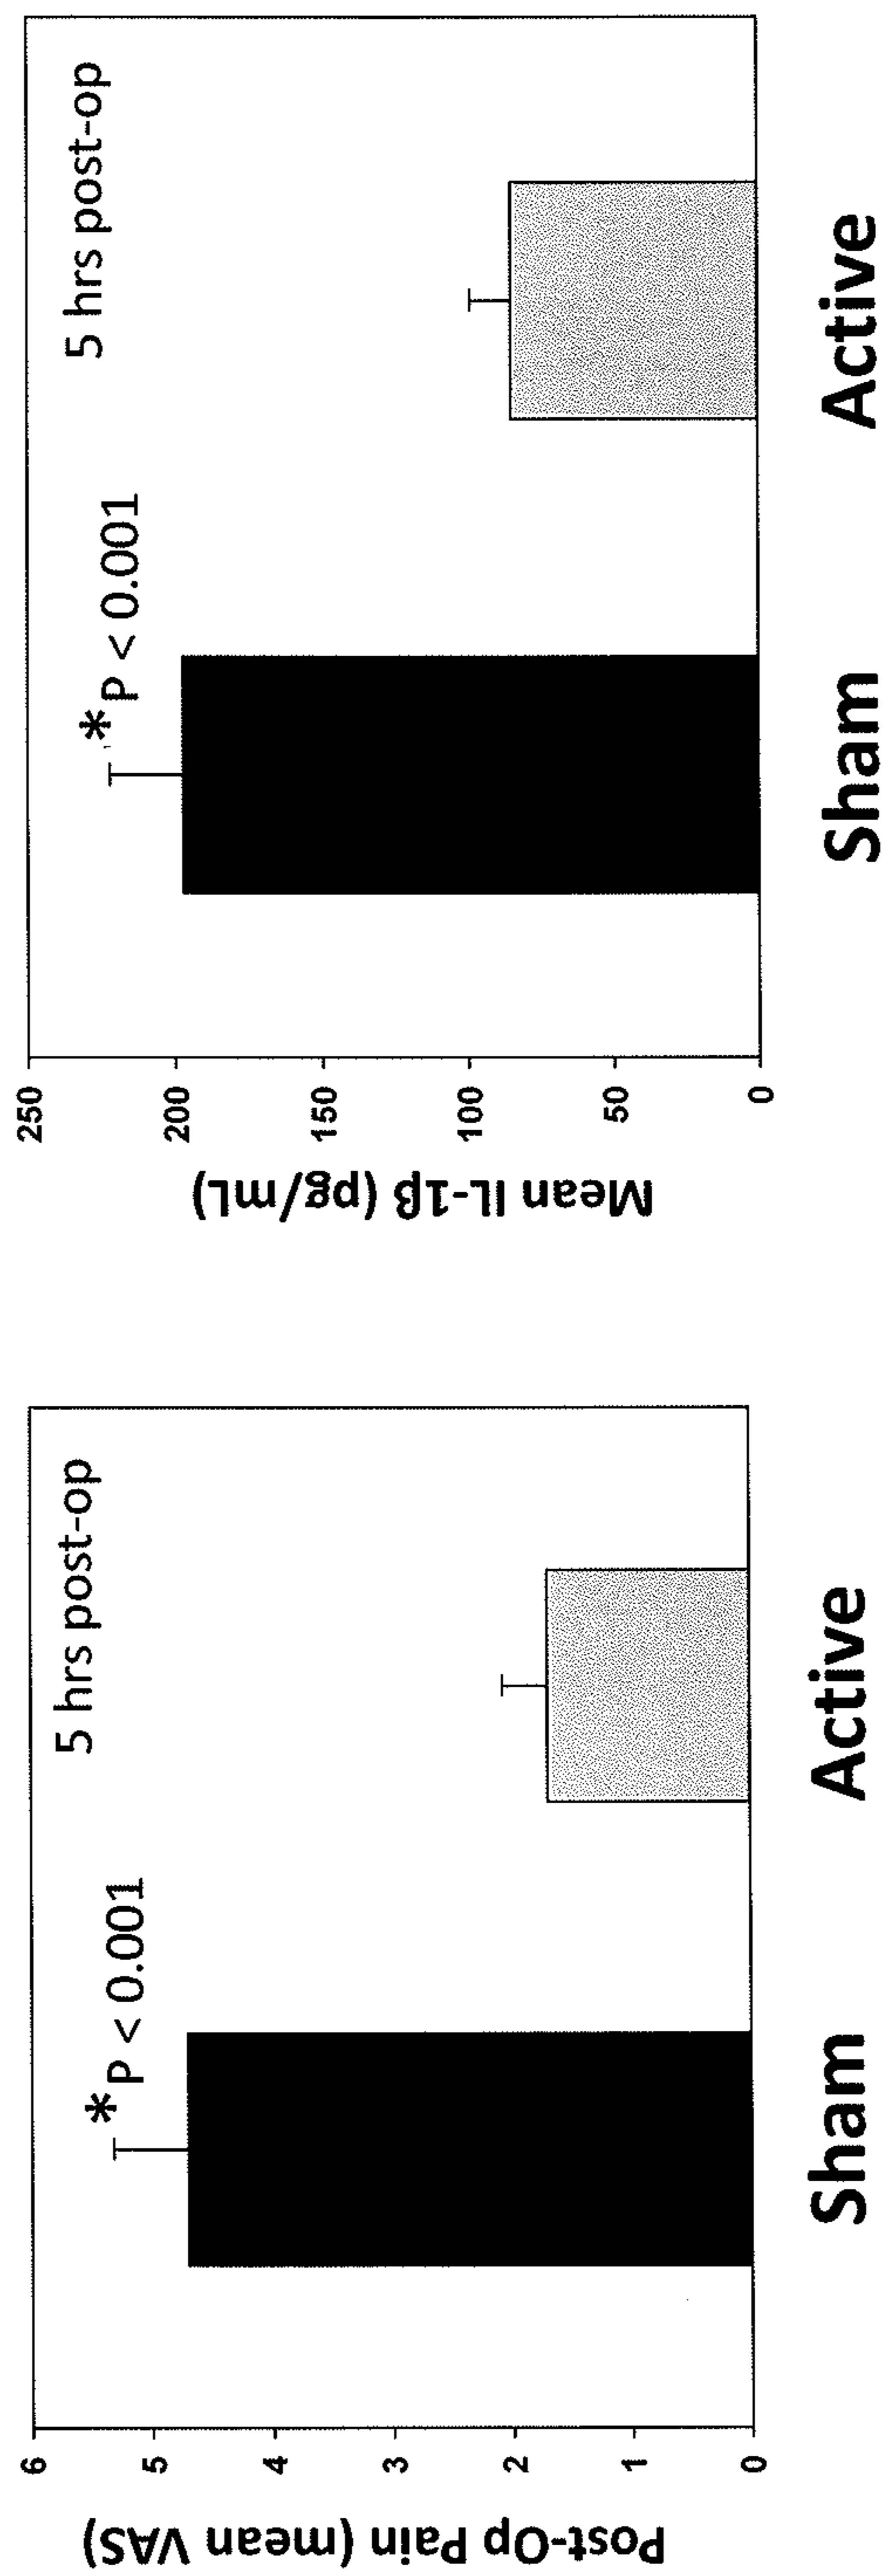 Post-Op Pain (mean VAS)
6
5
4
3
2
1
0
5 hrs post-op
*P < 0.001
Sham
Active
Mean IL-1β (pg/mL)
250
200
150
100
50
0
5 hrs post-op
*P < 0.001
Sham
Active